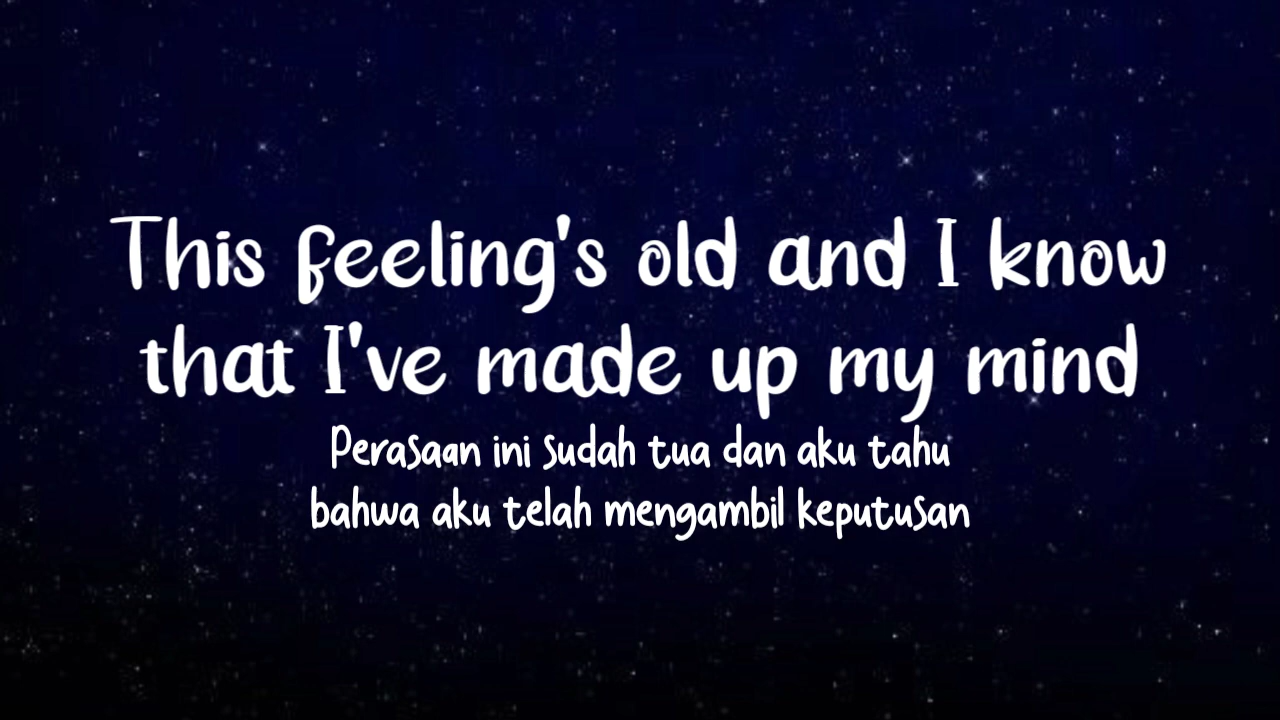 This feeling's old and I know
that I've made up my mind
Perasaan ini sudah tua dan aku tahu
bahwa aku telah mengambil keputusan